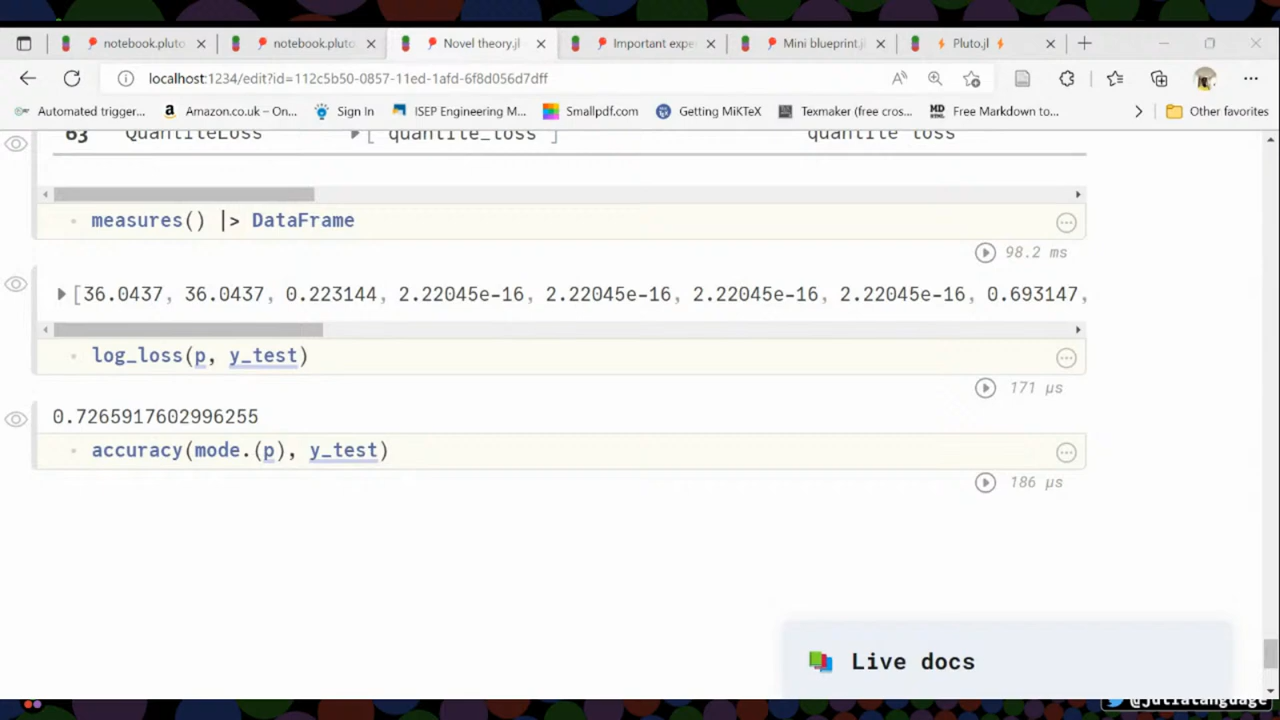 notebook.pluto
notebook.pluto
Novel theory.jl
Important expe
Mini blueprint.jl
Pluto.jl
localhost:1234/edit?id=112c5b50-0857-11ed-1afd-6f8d056d7dff
Automated trigger...
Amazon.co.uk – On...
Sign In
ISEP Engineering M...
Smallpdf.com
Getting MiKTeX
Texmaker (free cros...
Free Markdown to...
Other favorites
63 QuantileLoss [ quantile_loss ] quantile loss
measures() |> DataFrame
98.2 ms
[36.0437, 36.0437, 0.223144, 2.22045e-16, 2.22045e-16, 2.22045e-16, 2.22045e-16, 0.693147,
log_loss(p, y_test)
171 μs
0.7265917602996255
accuracy(mode.(p), y_test)
186 μs
Live docs
@julialanguage